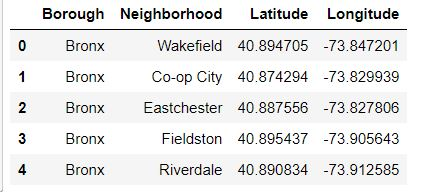 Borough Neighborhood Latitude Longitude
0 Bronx Wakefield 40.894705 -73.847201
1 Bronx Co-op City 40.874294 -73.829939
2 Bronx Eastchester 40.887556 -73.827806
3 Bronx Fieldston 40.895437 -73.905643
4 Bronx Riverdale 40.890834 -73.912585